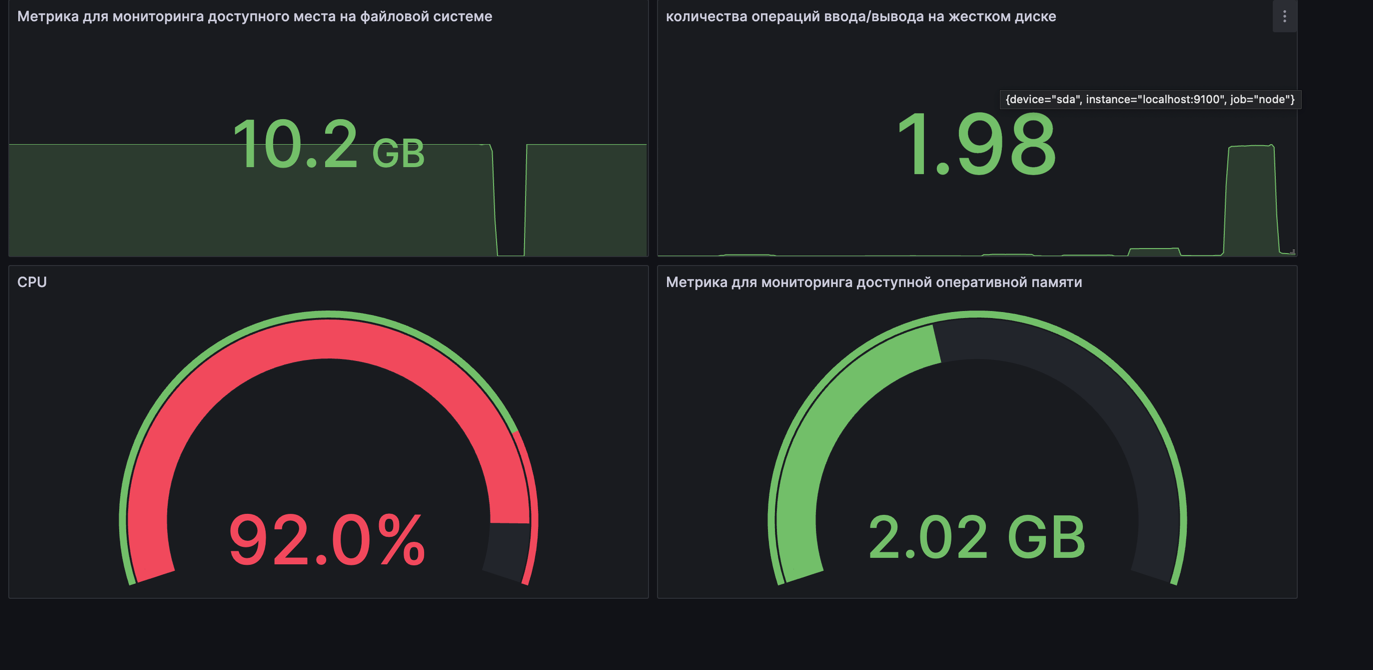 Метрика для мониторинга доступного места на файловой системе
10.2 GB
количества операций ввода/вывода на жестком диске
{device="sda", instance="localhost:9100", job="node"}
1.98
CPU
92.0%
Метрика для мониторинга доступной оперативной памяти
2.02 GB